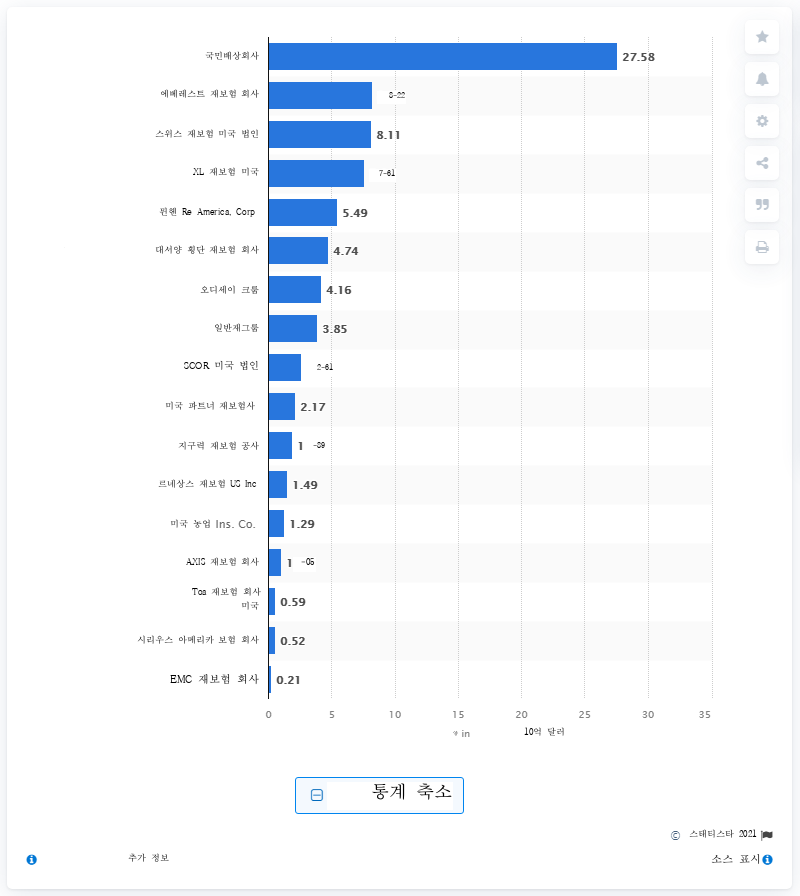 국민배상회사 27.58
에베레스트 재보험 회사 8-22
스위스 재보험 미국 법인 8.11
XL 재보험 미국 7-61
뮌헨 Re America, Corp 5.49
대서양 횡단 재보험 회사 4.74
오디세이 크룹 4.16
일반재그룹 3.85
SCOR 미국 법인 2-61
미국 파트너 재보험사 2.17
지구력 재보험 공사 1 -89
르네상스 재보험 US Inc 1.49
미국 농업 Ins. Co. 1.29
AXIS 재보험 회사 1 -05
Toa 재보험 회사
미국 0.59
시리우스 아메리카 보험 회사 0.52
EMC 재보험 회사 0.21
0 5 10 15 20 25 30 35
in 10억 달러
통계 축소
© 스태티스타 2021
추가 정보 소스 표시